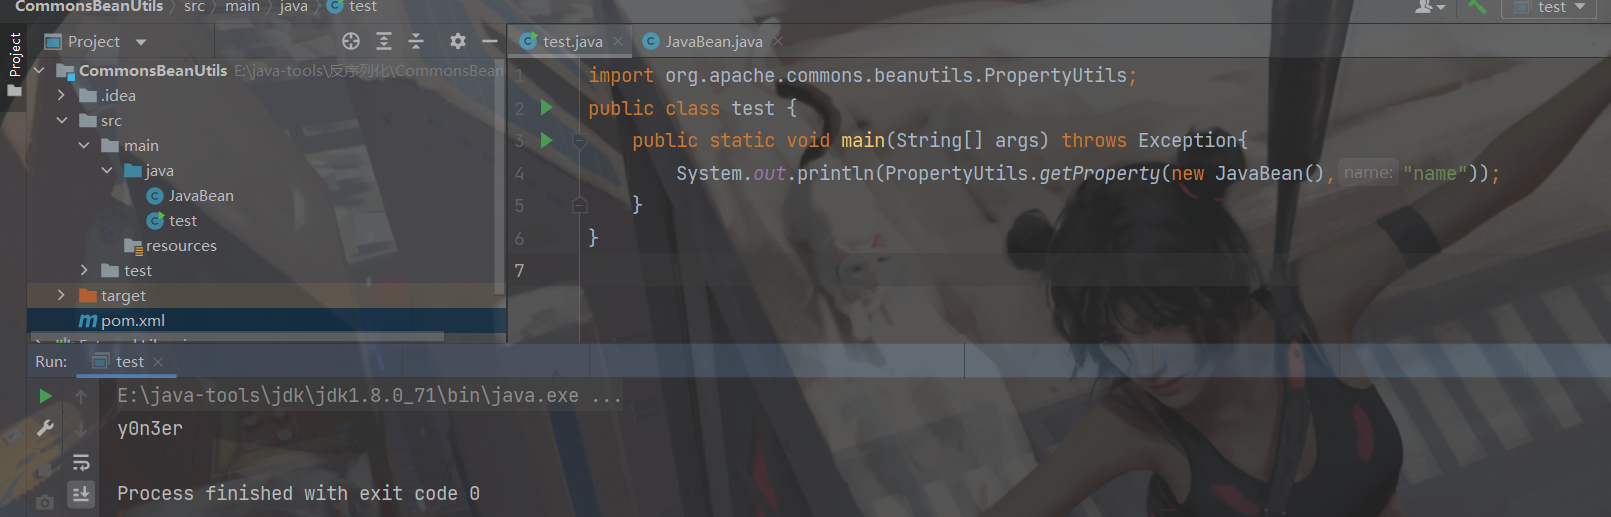 CommonsBeanUtils 〉 src 〉 main 〉 java 〉 test
test
Project
Project
test.java
JavaBean.java
CommonsBeanUtils E:\java-tools\反序列化\CommonsBean
.idea
src
main
java
JavaBean
test
resources
test
target
pom.xml
1 import org.apache.commons.beanutils.PropertyUtils;
2 public class test {
3 public static void main(String[] args) throws Exception{
4 System.out.println(PropertyUtils.getProperty(new JavaBean(), name: "name"));
5 }
6 }
7
Run: test
E:\java-tools\jdk\jdk1.8.0_71\bin\java.exe ...
y0n3er
Process finished with exit code 0